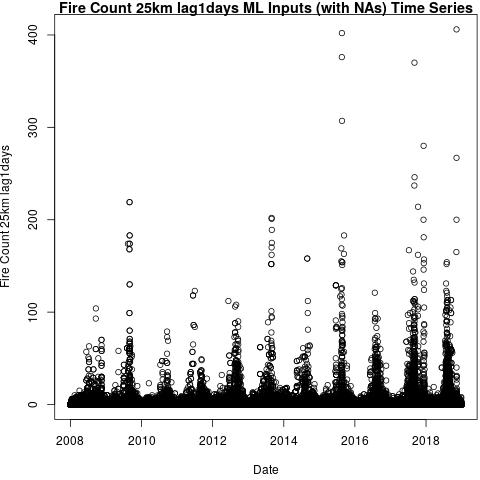 Fire Count 25km lag1days ML Inputs (with NAs) Time Series
Fire Count 25km lag1days
400
300
200
100
0
2008 2010 2012 2014 2016 2018
Date